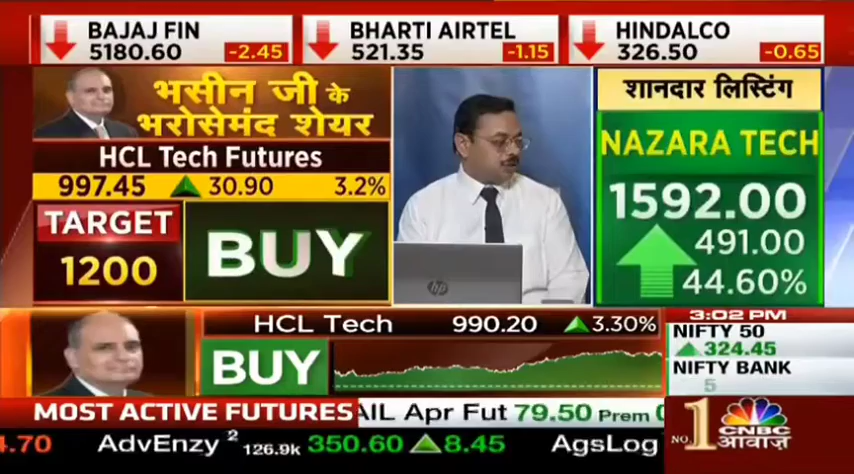 BAJAJ FIN
5180.60 -2.45
BHARTI AIRTEL
521.35 -1.15
HINDALCO
326.50 -0.65
भसीन जी के
भरोसेमंद शेयर
HCL Tech Futures
997.45 30.90 3.2%
TARGET
1200
BUY
hp
शानदार लिस्टिंग
NAZARA TECH
1592.00
491.00
44.60%
HCL Tech 990.20 3.30%
BUY
3:02 PM
NIFTY 50
324.45
NIFTY BANK
5
MOST ACTIVE FUTURES AIL Apr Fut 79.50 Prem
4.70 AdvEnzy 2 126.9k 350.60 8.45 AgsLog
NO. 1 CNBC
आवाज़